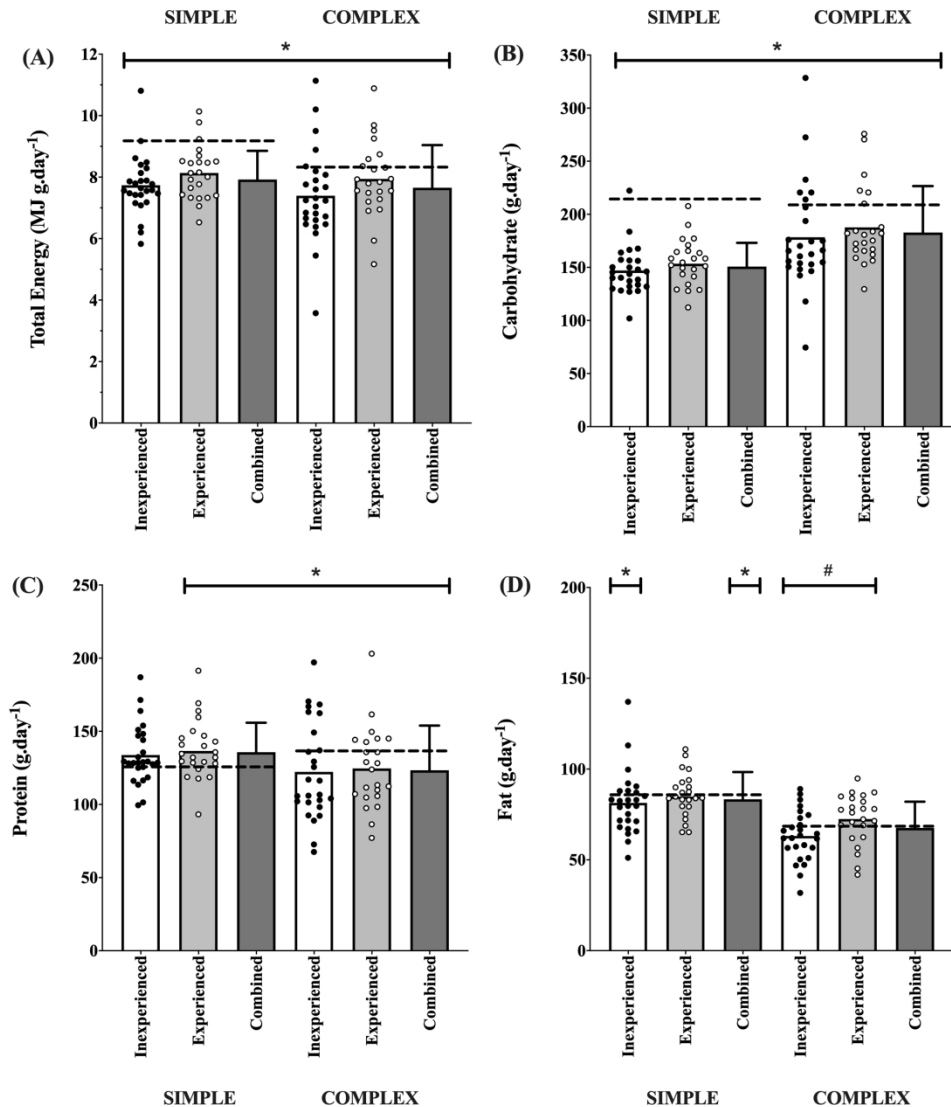 SIMPLE COMPLEX
(A)
*
Total Energy (MJ g.day-1)
12
10
8
6
4
2
0
Inexperienced
Experienced
Combined
Inexperienced
Experienced
Combined
(B)
*
Carbohydrate (g.day-1)
350
300
250
200
150
100
50
0
Inexperienced
Experienced
Combined
Inexperienced
Experienced
Combined
SIMPLE COMPLEX
(C)
*
Protein (g.day-1)
250
200
150
100
50
0
Inexperienced
Experienced
Combined
Inexperienced
Experienced
Combined
SIMPLE COMPLEX
(D)
* * #
Fat (g.day-1)
200
150
100
50
0
Inexperienced
Experienced
Combined
Inexperienced
Experienced
Combined
SIMPLE COMPLEX